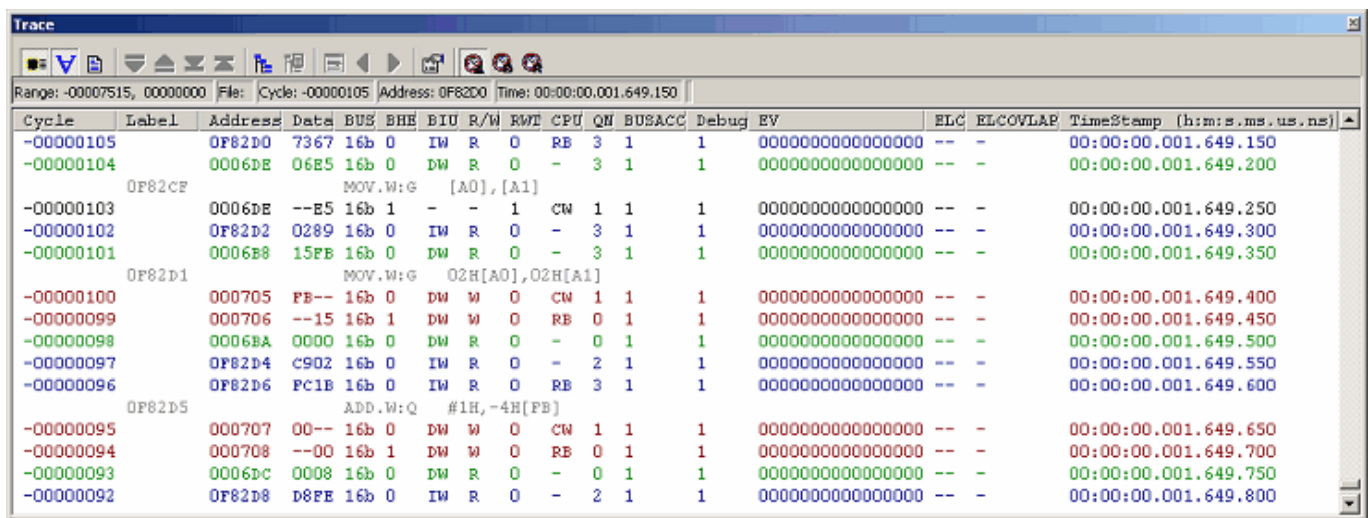 Trace
Range: -00007515, 00000000 File: Cycle: -00000105 Address: 0F82D0 Time: 00:00:00.001.649.150
Cycle Label Address Data BUS BHE BIU R/W RWT CPU QN BUSACC Debug EV ELC ELCOVLAP TimeStamp (h:m:s.ms.us.ns)
-00000105 0F82D0 7367 16b 0 IW R 0 RB 3 1 1 0000000000000000 -- - 00:00:00.001.649.150
-00000104 0006DE 06E5 16b 0 DW R 0 - 3 1 1 0000000000000000 -- - 00:00:00.001.649.200
0F82CF MOV.W:G [A0],[A1]
-00000103 0006DE --E5 16b 1 - - 1 CW 1 1 1 0000000000000000 -- - 00:00:00.001.649.250
-00000102 0F82D2 0289 16b 0 IW R 0 - 3 1 1 0000000000000000 -- - 00:00:00.001.649.300
-00000101 0006B8 15FB 16b 0 DW R 0 - 3 1 1 0000000000000000 -- - 00:00:00.001.649.350
0F82D1 MOV.W:G 02H[A0],02H[A1]
-00000100 000705 FB-- 16b 0 DW W 0 CW 1 1 1 0000000000000000 -- - 00:00:00.001.649.400
-00000099 000706 --15 16b 1 DW W 0 RB 0 1 1 0000000000000000 -- - 00:00:00.001.649.450
-00000098 0006BA 0000 16b 0 DW R 0 - 0 1 1 0000000000000000 -- - 00:00:00.001.649.500
-00000097 0F82D4 C902 16b 0 IW R 0 - 2 1 1 0000000000000000 -- - 00:00:00.001.649.550
-00000096 0F82D6 FC1B 16b 0 IW R 0 RB 3 1 1 0000000000000000 -- - 00:00:00.001.649.600
0F82D5 ADD.W:Q #1H,-4H[FB]
-00000095 000707 00-- 16b 0 DW W 0 CW 1 1 1 0000000000000000 -- - 00:00:00.001.649.650
-00000094 000708 --00 16b 1 DW W 0 RB 0 1 1 0000000000000000 -- - 00:00:00.001.649.700
-00000093 0006DC 0008 16b 0 DW R 0 - 0 1 1 0000000000000000 -- - 00:00:00.001.649.750
-00000092 0F82D8 D8FE 16b 0 IW R 0 - 2 1 1 0000000000000000 -- - 00:00:00.001.649.800